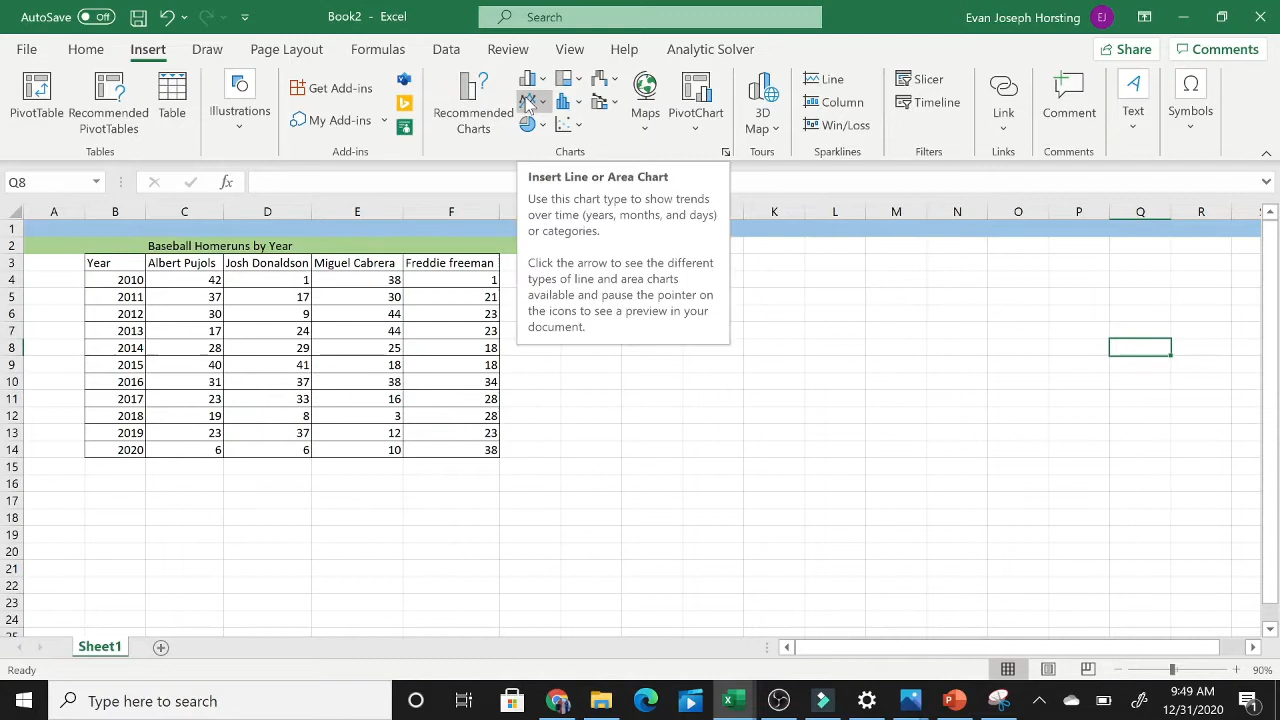 AutoSave Off Book2 - Excel Search Evan Joseph Horsting EJ
File Home Insert Draw Page Layout Formulas Data Review View Help Analytic Solver Share Comments
PivotTable Recommended PivotTables Table Illustrations Get Add-ins My Add-ins Recommended Charts Maps PivotChart 3D Map Line Column Win/Loss Slicer Timeline Link Comment Text Symbols
Tables Add-ins Charts Tours Sparklines Filters Links Comments
Q8 fx
Insert Line or Area Chart
Use this chart type to show trends
over time (years, months, and days)
or categories.
Click the arrow to see the different
types of line and area charts
available and pause the pointer on
the icons to see a preview in your
document.
A B C D E F K L M N O P Q R
1
2 Baseball Homeruns by Year
3 Year Albert Pujols Josh Donaldson Miguel Cabrera Freddie freeman
4 2010 42 1 38 1
5 2011 37 17 30 21
6 2012 30 9 44 23
7 2013 17 24 44 23
8 2014 28 29 25 18
9 2015 40 41 18 18
10 2016 31 37 38 34
11 2017 23 33 16 28
12 2018 19 8 3 28
13 2019 23 37 12 23
14 2020 6 6 10 38
15
16
17
18
19
20
21
22
23
24
Sheet1
Ready 90%
Type here to search 9:49 AM
12/31/2020 1